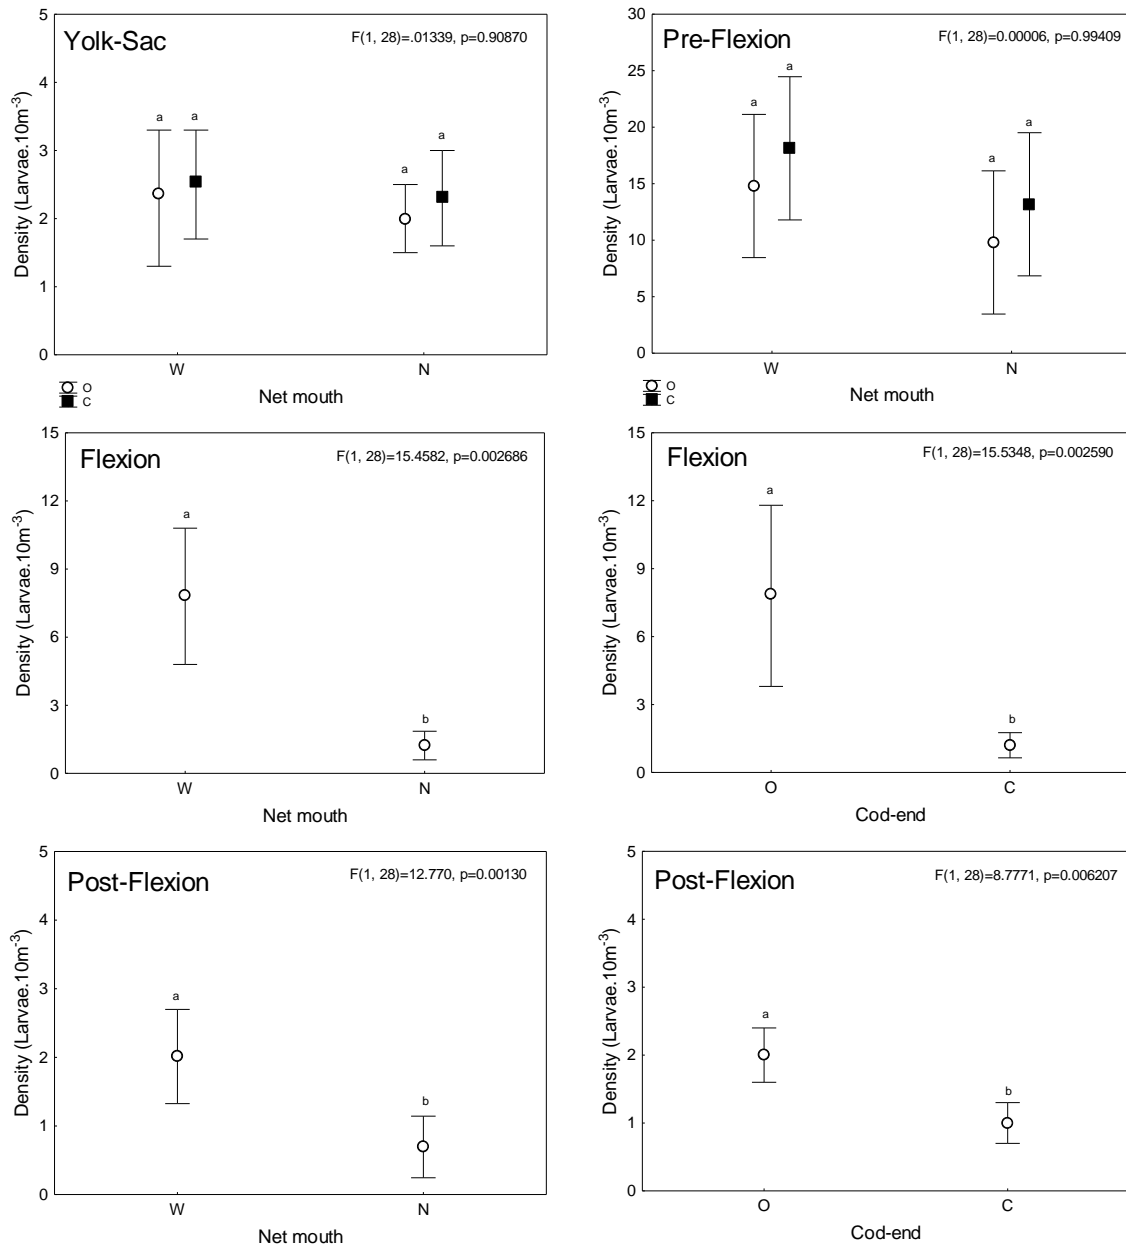 Yolk-Sac
F(1, 28)=.01339, p=0.90870
Density (Larvae.10m⁻³)
5
4
3
2
1
0
a
a
a
a
W
N
Net mouth
O
C
Pre-Flexion
F(1, 28)=0.00006, p=0.99409
Density (Larvae.10m⁻³)
30
25
20
15
10
5
0
a
a
a
a
W
N
Net mouth
O
C
Flexion
F(1, 28)=15.4582, p=0.002686
Density (Larvae.10m⁻³)
15
12
9
6
3
0
a
b
W
N
Net mouth
Flexion
F(1, 28)=15.5348, p=0.002590
Density (Larvae.10m⁻³)
15
12
9
6
3
0
a
b
O
C
Cod-end
Post-Flexion
F(1, 28)=12.770, p=0.00130
Density (Larvae.10m⁻³)
5
4
3
2
1
0
a
b
W
N
Net mouth
Post-Flexion
F(1, 28)=8.7771, p=0.006207
Density (Larvae.10m⁻³)
5
4
3
2
1
0
a
b
O
C
Cod-end